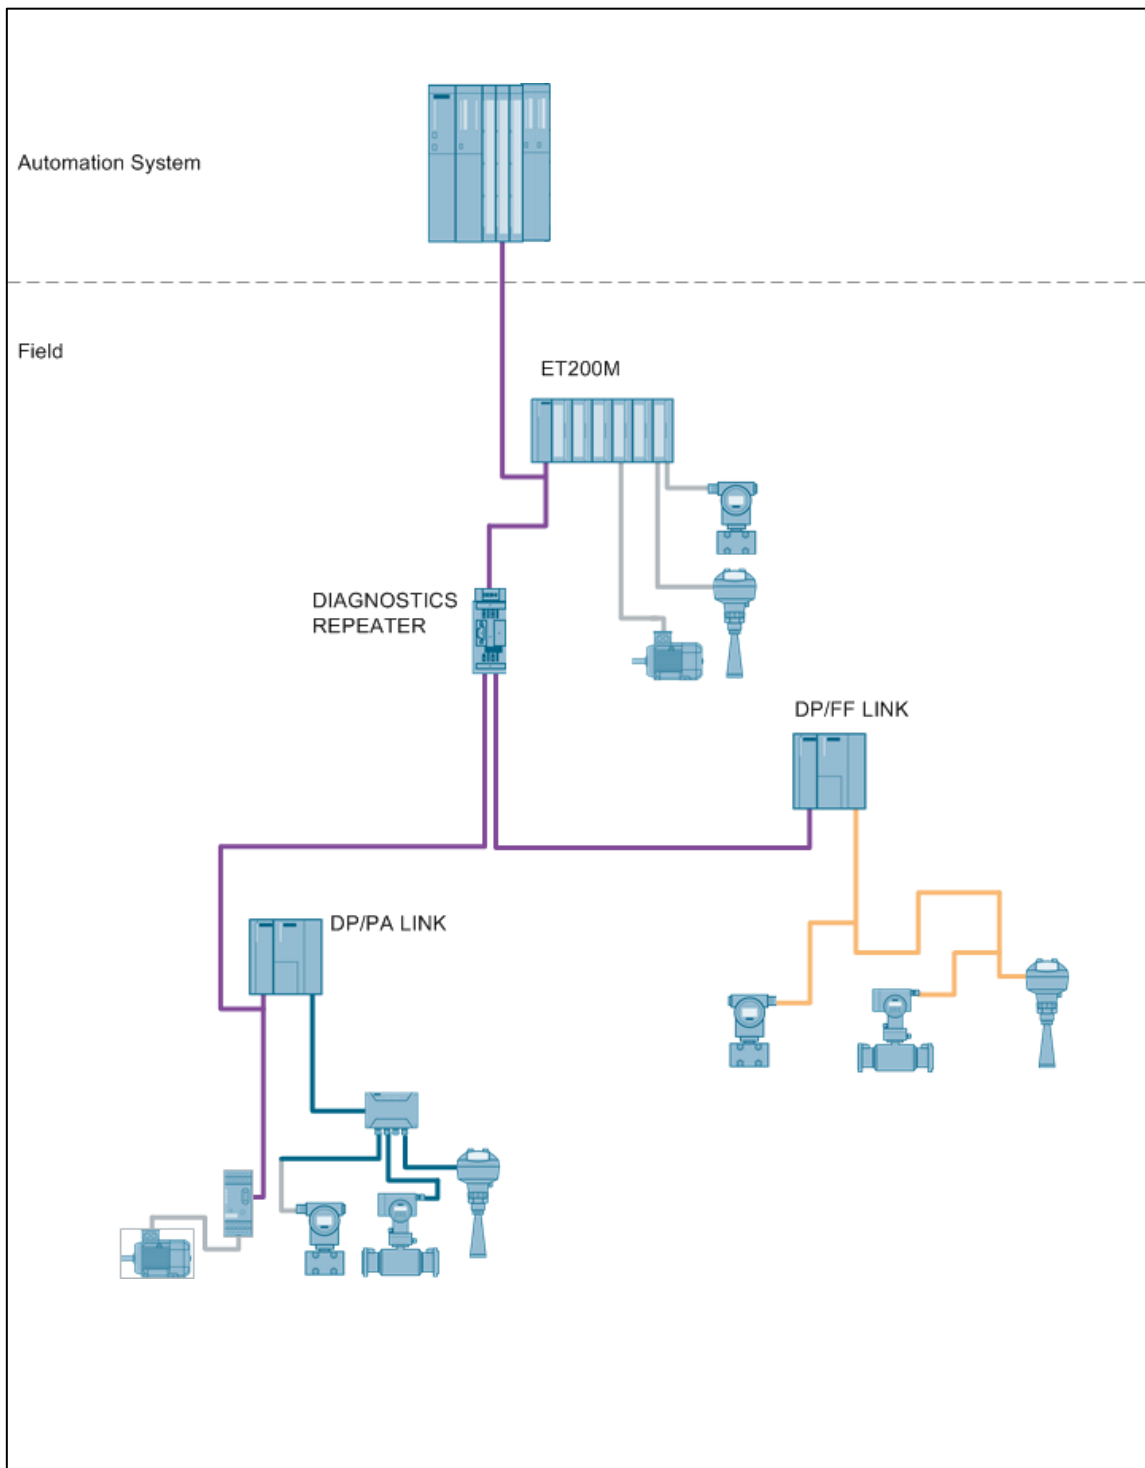 Automation System
Field
ET200M
DIAGNOSTICS
REPEATER
DP/FF LINK
DP/PA LINK